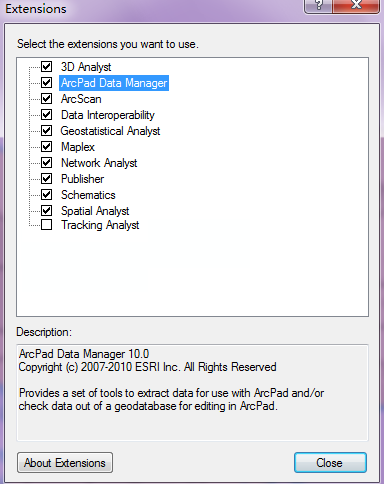 Extensions
Select the extensions you want to use.
3D Analyst
ArcPad Data Manager
ArcScan
Data Interoperability
Geostatistical Analyst
Maplex
Network Analyst
Publisher
Schematics
Spatial Analyst
Tracking Analyst
Description:
ArcPad Data Manager 10.0
Copyright (c) 2007-2010 ESRI Inc. All Rights Reserved
Provides a set of tools to extract data for use with ArcPad and/or
check data out of a geodatabase for editing in ArcPad.
About Extensions
Close